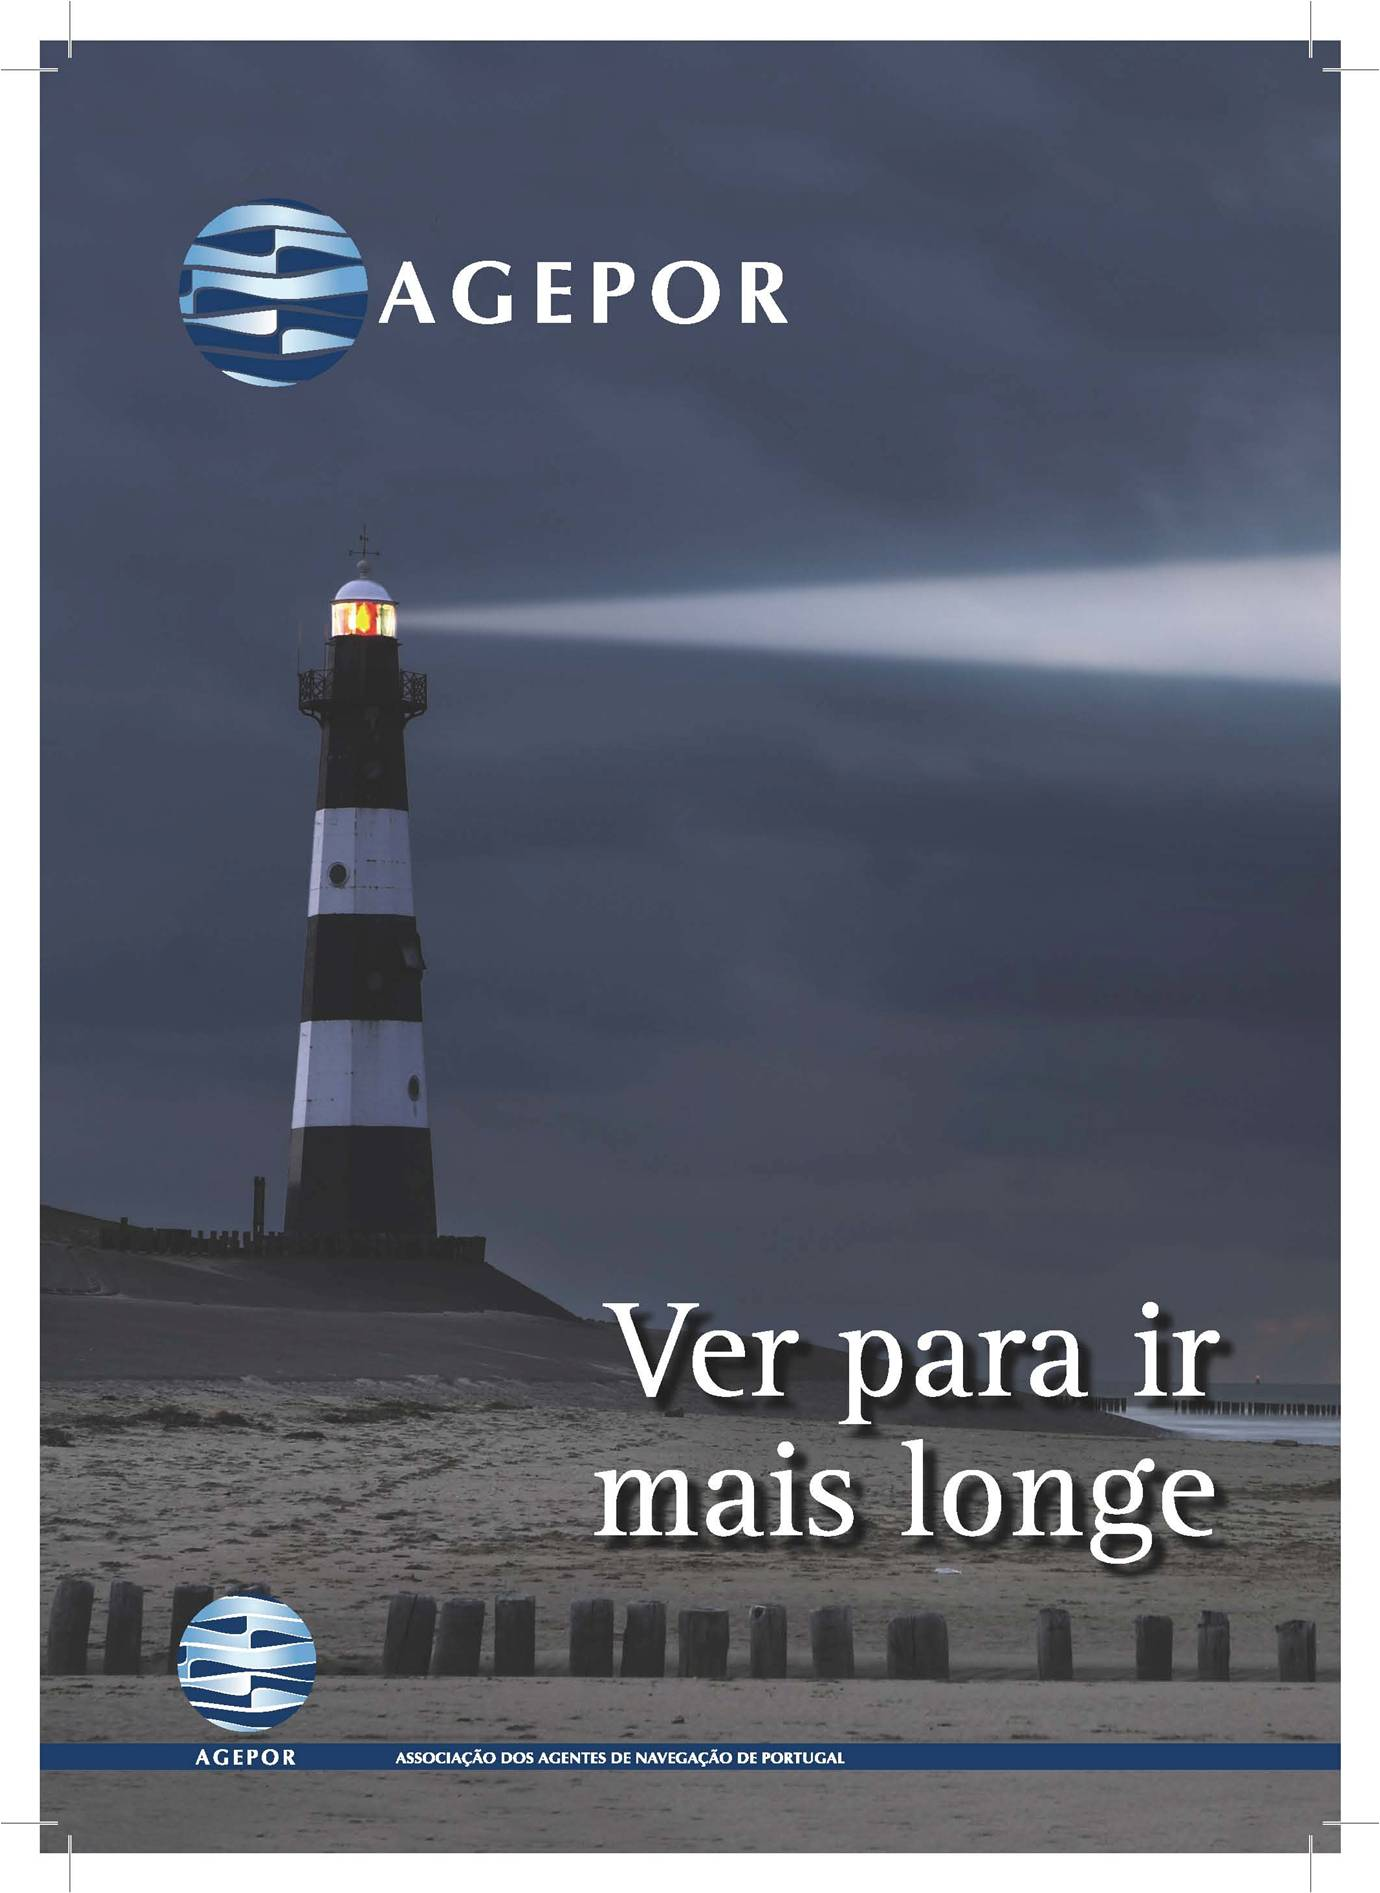 AGEPOR
Ver para ir
mais longe
AGEPOR
ASSOCIAÇÃO DOS AGENTES DE NAVEGAÇÃO DE PORTUGAL